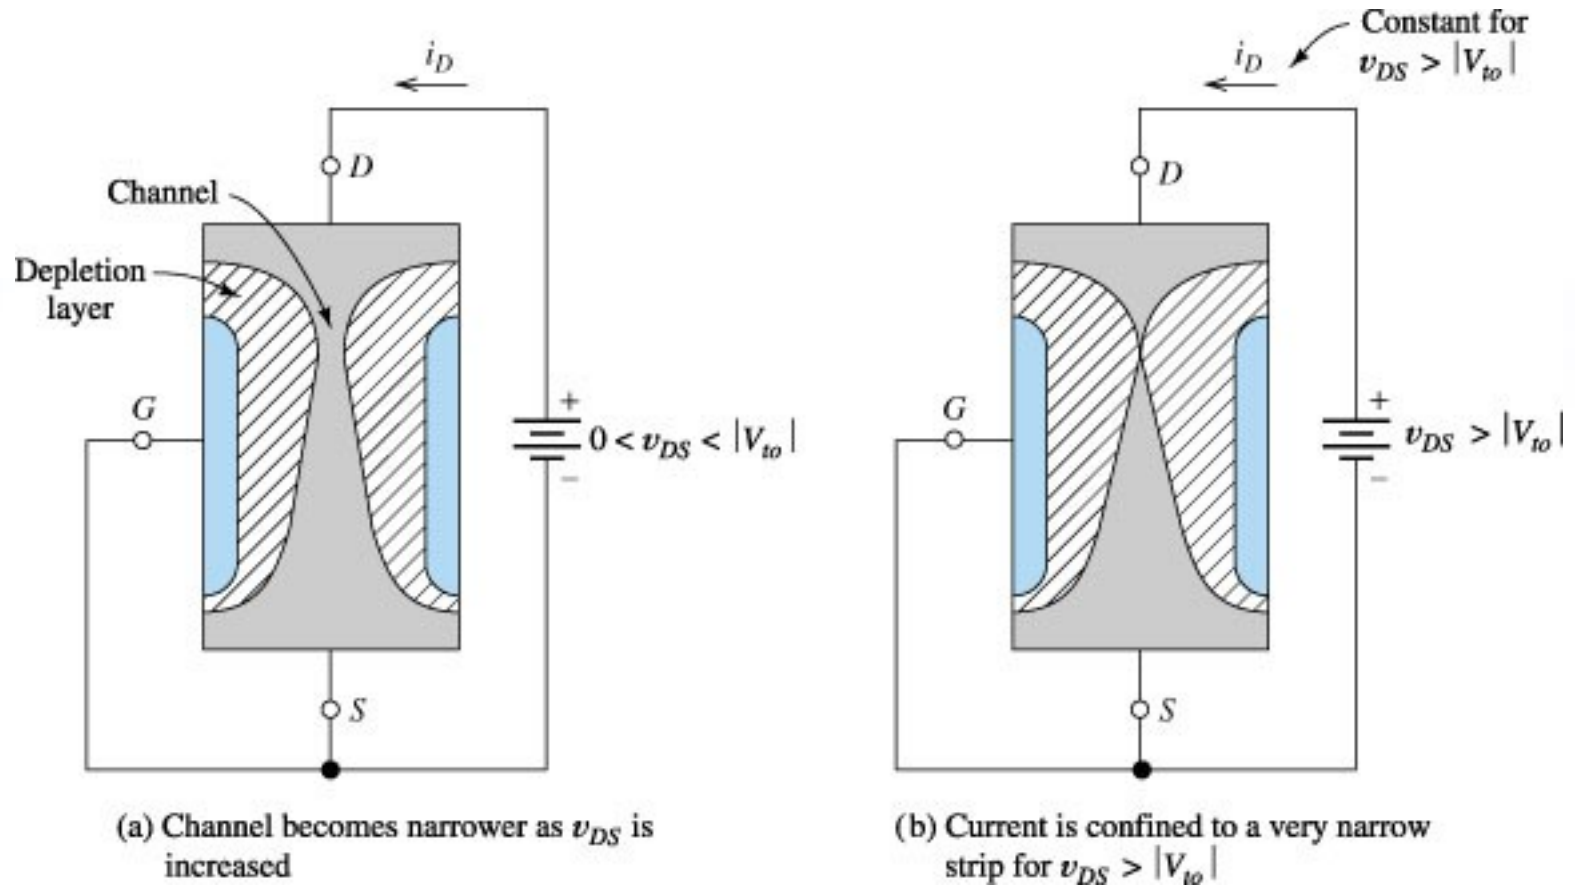 i_D
Channel
D
Depletion
layer
G
+
0 < v_DS < |V_to|
−
S
(a) Channel becomes narrower as v_DS is
increased
Constant for
v_DS > |V_to|
i_D
D
G
+
v_DS > |V_to|
−
S
(b) Current is confined to a very narrow
strip for v_DS > |V_to|